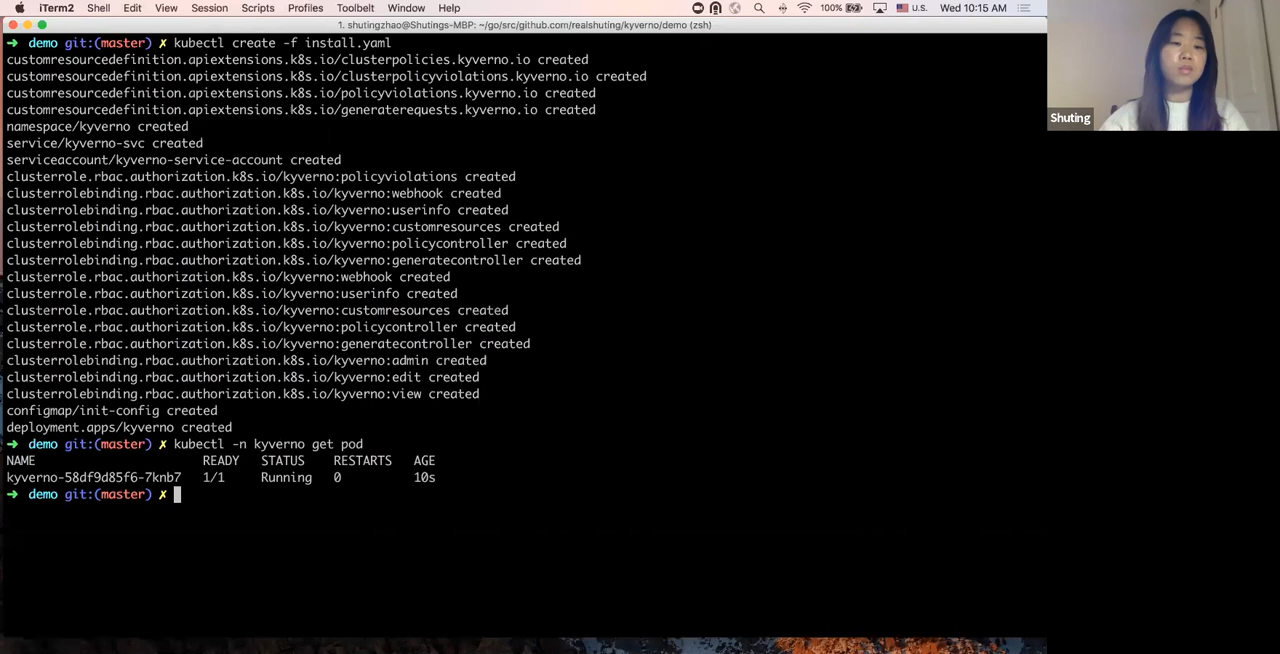 iTerm2 Shell Edit View Session Scripts Profiles Toolbelt Window Help 100% U.S. Wed 10:15 AM
1. shutingzhao@Shutings-MBP: ~/go/src/github.com/realshuting/kyverno/demo (zsh)
➜ demo git:(master) ✗ kubectl create -f install.yaml
customresourcedefinition.apiextensions.k8s.io/clusterpolicies.kyverno.io created
customresourcedefinition.apiextensions.k8s.io/clusterpolicyviolations.kyverno.io created
customresourcedefinition.apiextensions.k8s.io/policyviolations.kyverno.io created
customresourcedefinition.apiextensions.k8s.io/generaterequests.kyverno.io created
namespace/kyverno created
service/kyverno-svc created
serviceaccount/kyverno-service-account created
clusterrole.rbac.authorization.k8s.io/kyverno:policyviolations created
clusterrolebinding.rbac.authorization.k8s.io/kyverno:webhook created
clusterrolebinding.rbac.authorization.k8s.io/kyverno:userinfo created
clusterrolebinding.rbac.authorization.k8s.io/kyverno:customresources created
clusterrolebinding.rbac.authorization.k8s.io/kyverno:policycontroller created
clusterrolebinding.rbac.authorization.k8s.io/kyverno:generatecontroller created
clusterrole.rbac.authorization.k8s.io/kyverno:webhook created
clusterrole.rbac.authorization.k8s.io/kyverno:userinfo created
clusterrole.rbac.authorization.k8s.io/kyverno:customresources created
clusterrole.rbac.authorization.k8s.io/kyverno:policycontroller created
clusterrole.rbac.authorization.k8s.io/kyverno:generatecontroller created
clusterrolebinding.rbac.authorization.k8s.io/kyverno:admin created
clusterrolebinding.rbac.authorization.k8s.io/kyverno:edit created
clusterrolebinding.rbac.authorization.k8s.io/kyverno:view created
configmap/init-config created
deployment.apps/kyverno created
➜ demo git:(master) ✗ kubectl -n kyverno get pod
NAME READY STATUS RESTARTS AGE
kyverno-58df9d85f6-7knb7 1/1 Running 0 10s
➜ demo git:(master) ✗
Shuting